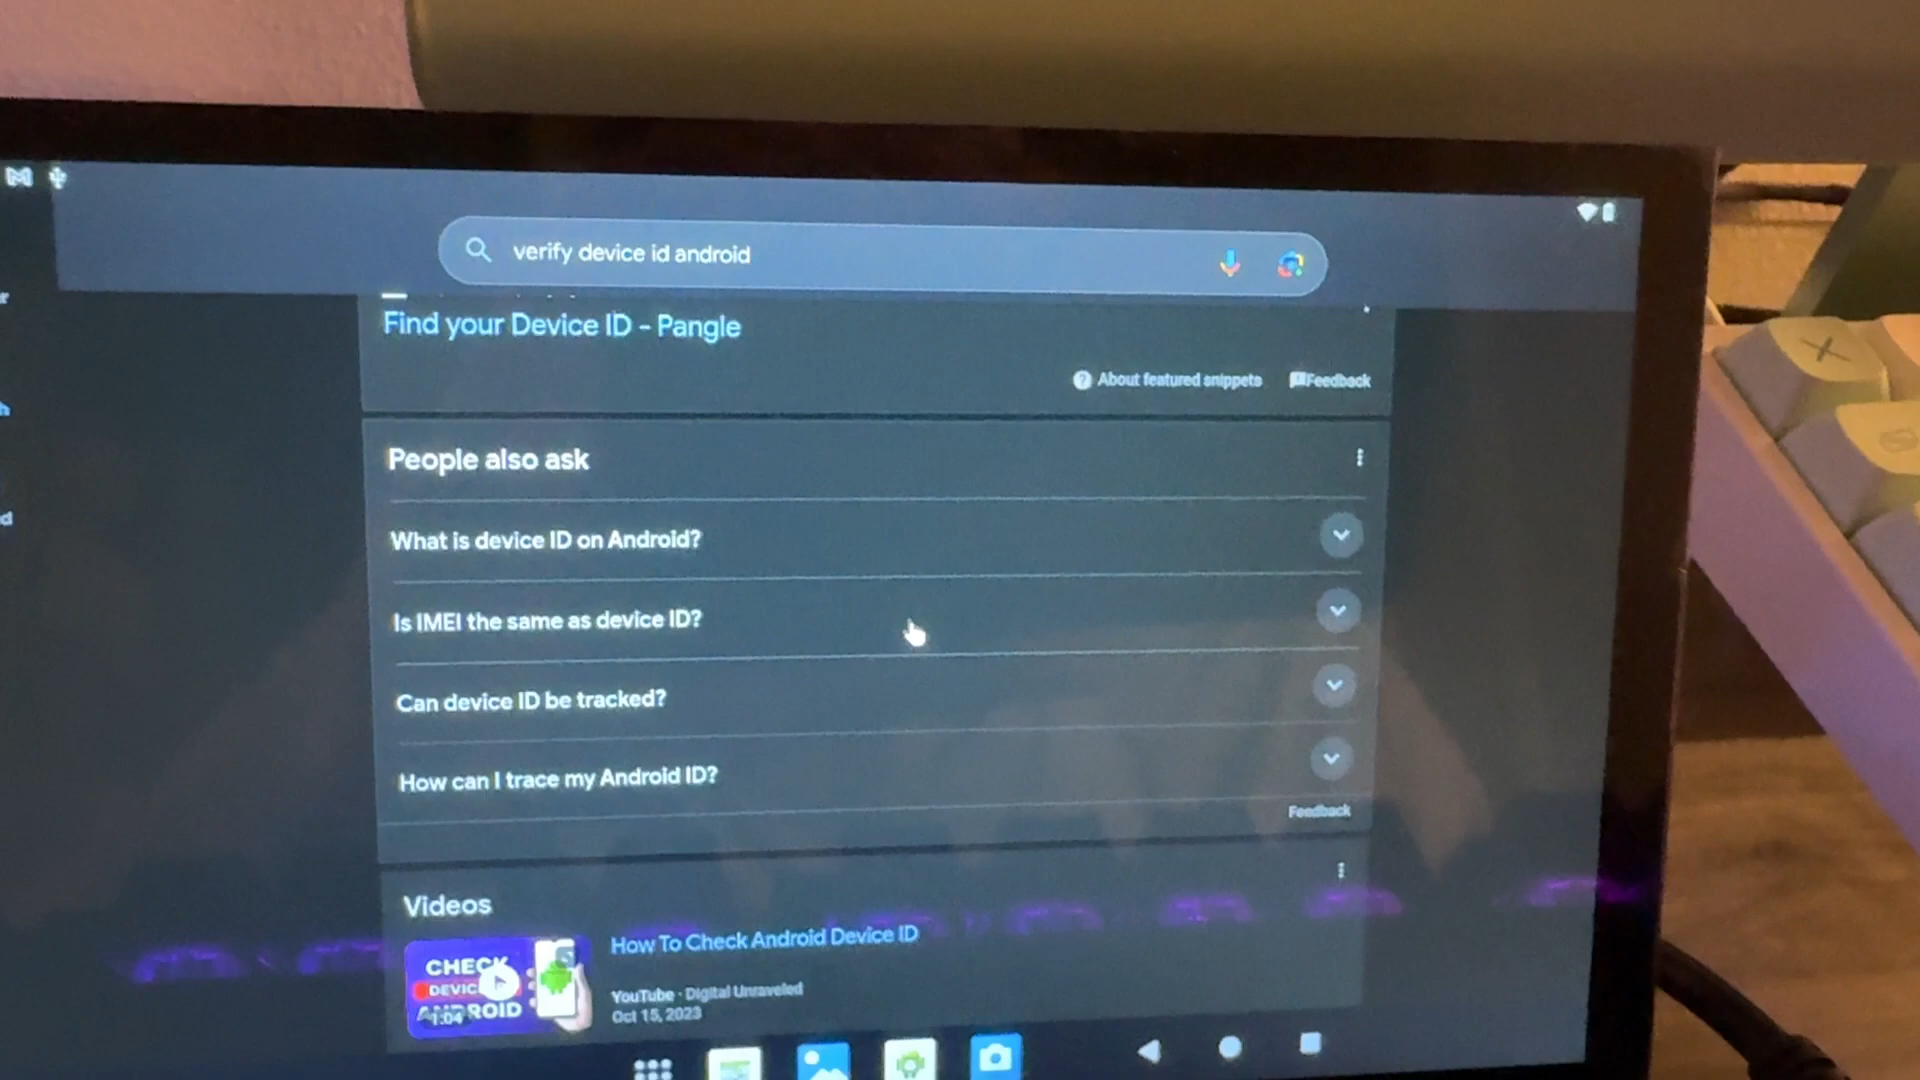 verify device id android
Find your Device ID - Pangle
About featured snippets
Feedback
People also ask
What is device ID on Android?
Is IMEI the same as device ID?
Can device ID be tracked?
How can I trace my Android ID?
Feedback
Videos
How To Check Android Device ID
CHECK
DEVIC
ANDROID
1:04
YouTube · Digital Unraveled
Oct 15, 2023